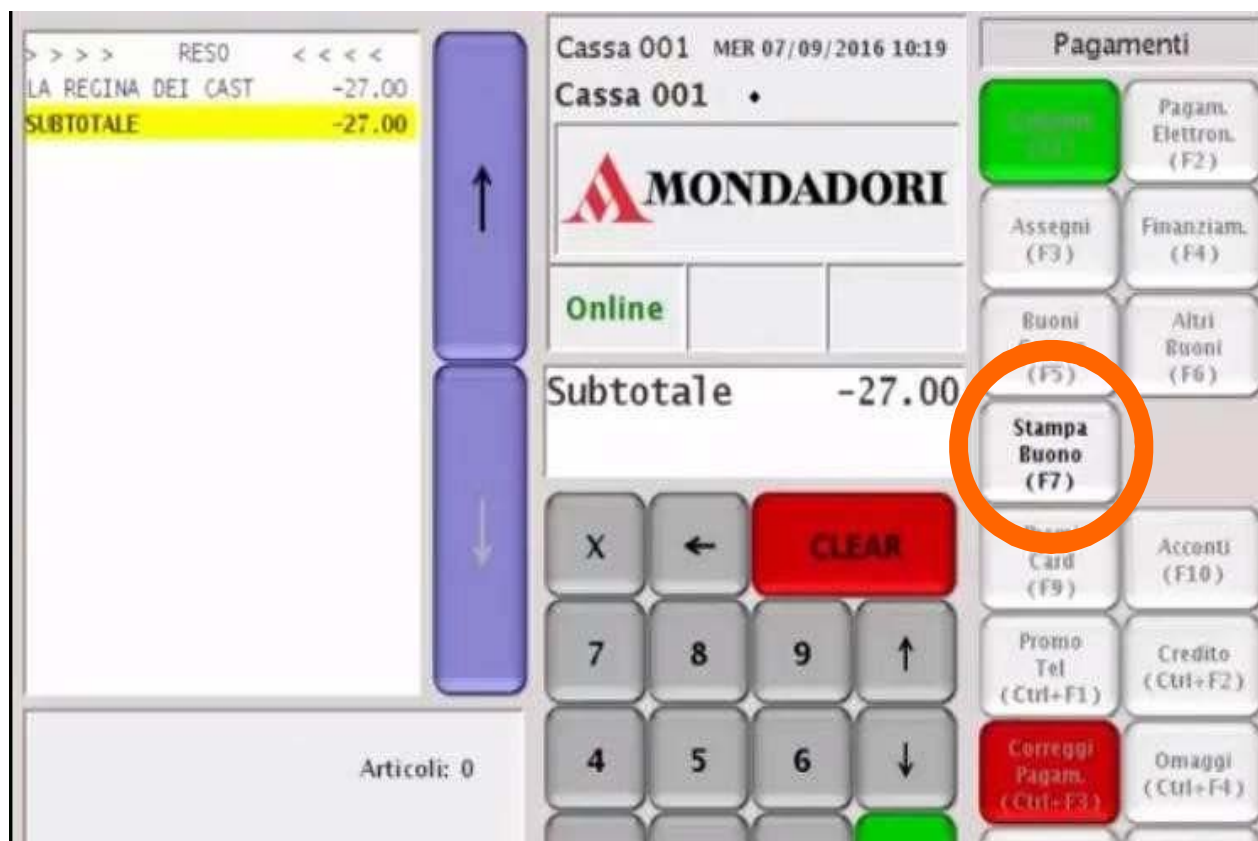 > > > > RESO < < < <
LA REGINA DEI CAST -27.00
SUBTOTALE -27.00
Articoli: 0
Cassa 001 MER 07/09/2016 10:19
Cassa 001 •
MONDADORI
Online
Subtotale -27.00
X ← CLEAR
7 8 9 ↑
4 5 6 ↓
Pagamenti
Pagam.
Elettron.
(F2)
Assegni
(F3)
Finanziam.
(F4)
Buoni
(F5)
Altri
Buoni
(F6)
Stampa
Buono
(F7)
Card
(F9)
Acconti
(F10)
Promo
Tel
(Ctrl+F1)
Credito
(Ctrl+F2)
Correggi
Pagam.
(Ctrl+F3)
Omaggi
(Ctrl+F4)